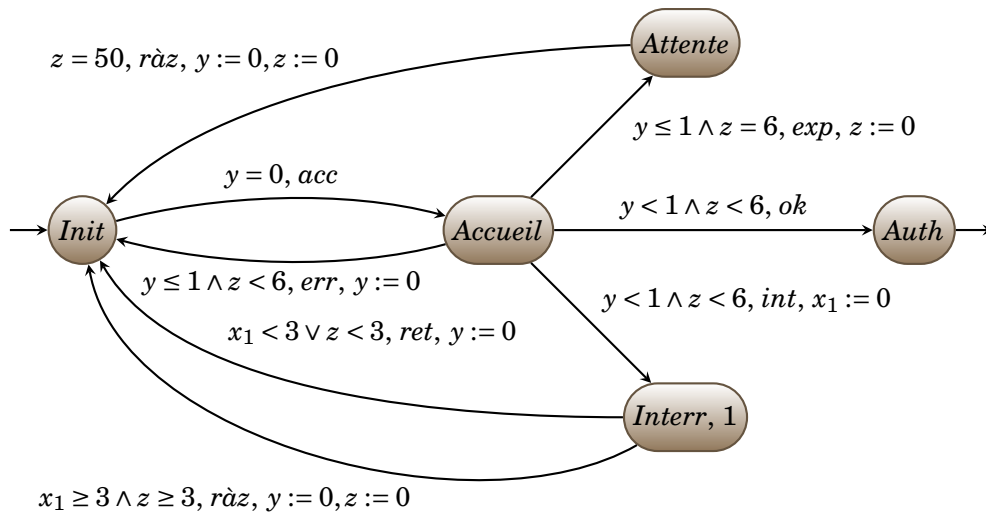 Attente
z = 50, ràz, y := 0, z := 0
y ≤ 1 ∧ z = 6, exp, z := 0
y = 0, acc
y < 1 ∧ z < 6, ok
Init
Accueil
Auth
y ≤ 1 ∧ z < 6, err, y := 0
y < 1 ∧ z < 6, int, x₁ := 0
x₁ < 3 ∨ z < 3, ret, y := 0
Interr, 1
x₁ ≥ 3 ∧ z ≥ 3, ràz, y := 0, z := 0